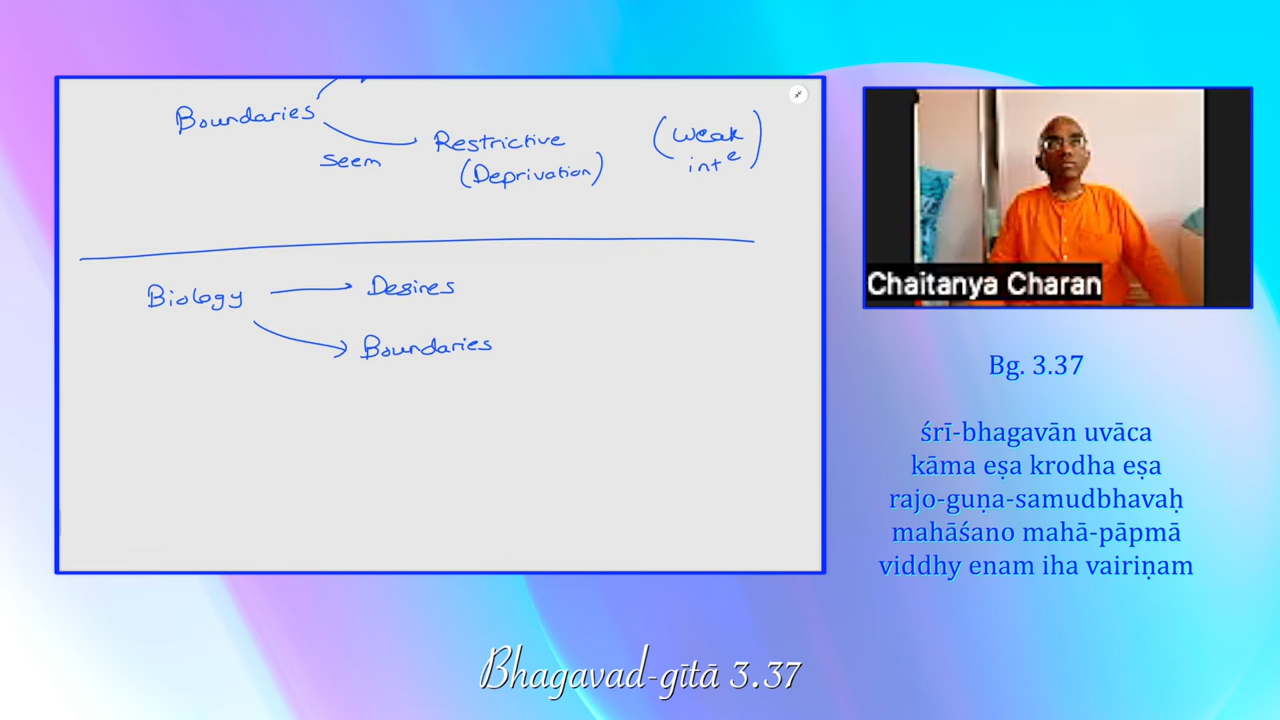 Boundaries
seem
Restrictive
(Deprivation)
(weak
int e)
Biology
Desires
Boundaries
Chaitanya Charan
Bg. 3.37
śrī-bhagavān uvāca
kāma eṣa krodha eṣa
rajo-guṇa-samudbhavaḥ
mahāśano mahā-pāpmā
viddhy enam iha vairiṇam
Bhagavad-gītā 3.37